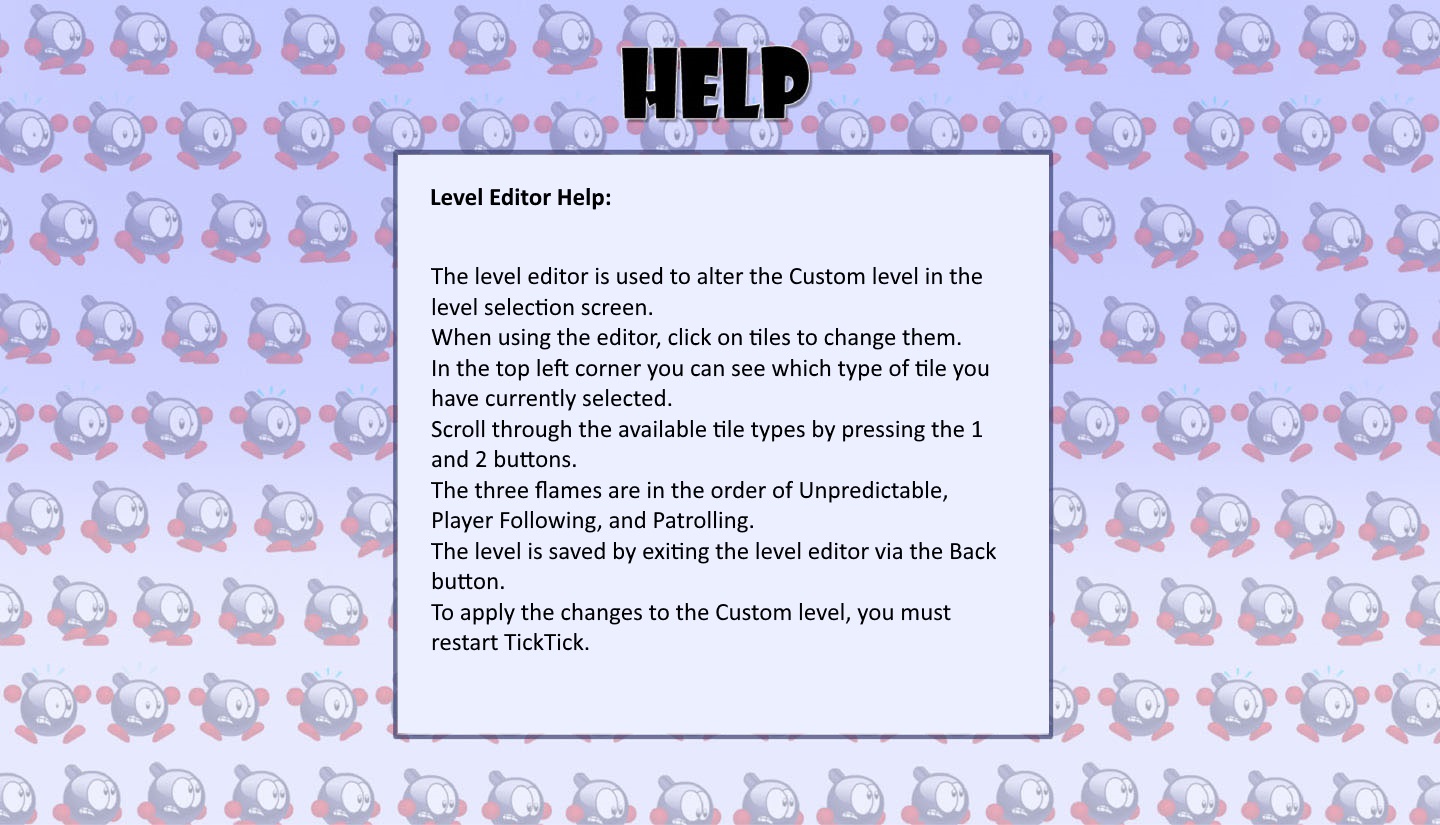 HELP
Level Editor Help:
The level editor is used to alter the Custom level in the
level selection screen.
When using the editor, click on tiles to change them.
In the top left corner you can see which type of tile you
have currently selected.
Scroll through the available tile types by pressing the 1
and 2 buttons.
The three flames are in the order of Unpredictable,
Player Following, and Patrolling.
The level is saved by exiting the level editor via the Back
button.
To apply the changes to the Custom level, you must
restart TickTick.